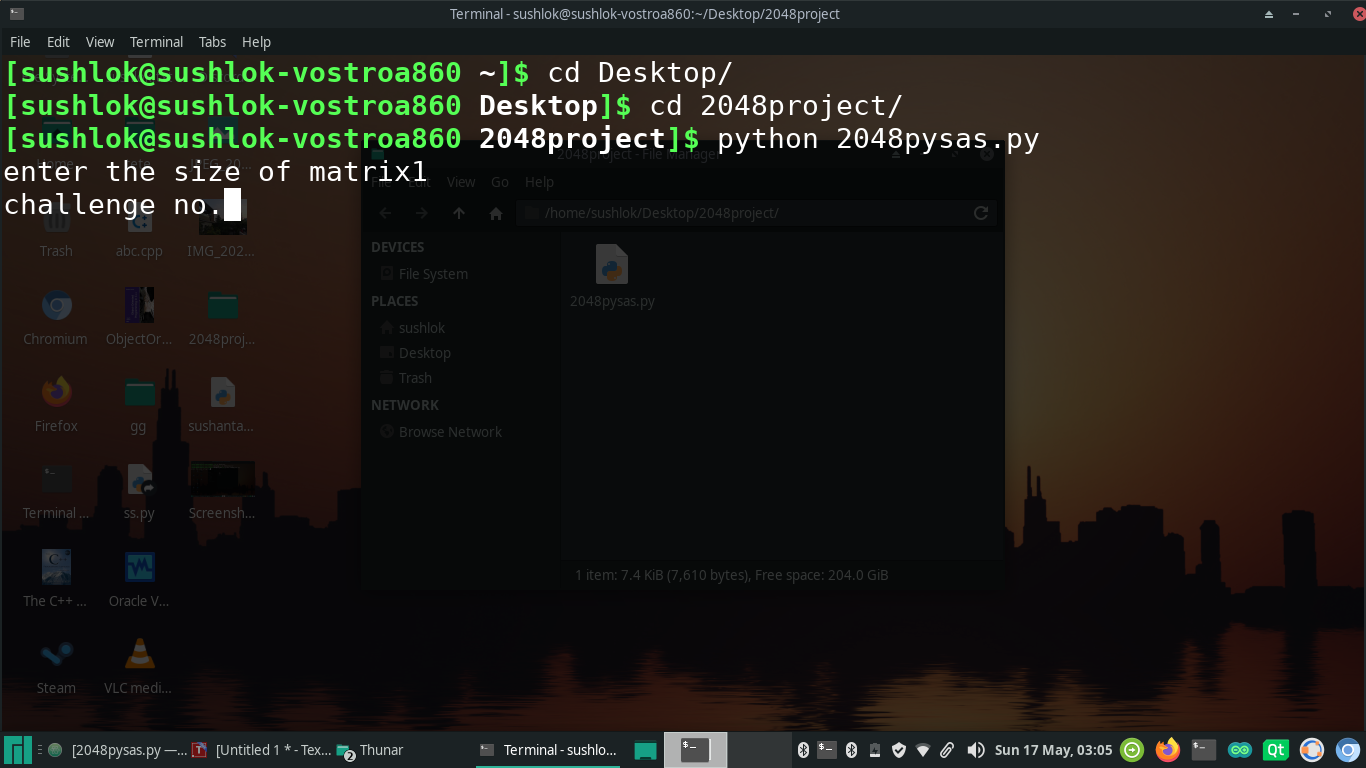 Terminal - sushlok@sushlok-vostroa860:~/Desktop/2048project
File Edit View Terminal Tabs Help
[sushlok@sushlok-vostroa860 ~]$ cd Desktop/
[sushlok@sushlok-vostroa860 Desktop]$ cd 2048project/
[sushlok@sushlok-vostroa860 2048project]$ python 2048pysas.py
enter the size of matrix1
challenge no.
2048project - File Manager
File Edit View Go Help
/home/sushlok/Desktop/2048project/
DEVICES
File System
PLACES
sushlok
Desktop
Trash
NETWORK
Browse Network
2048pysas.py
1 item: 7.4 KiB (7,610 bytes), Free space: 204.0 GiB
Trash abc.cpp IMG_202...
Chromium ObjectOr... 2048proj...
Firefox gg sushanta...
Terminal ... ss.py Screensh...
The C++ ... Oracle V...
Steam VLC medi...
[2048pysas.py —... [Untitled 1 * - Tex... 2 Thunar Terminal - sushlo... Sun 17 May, 03:05 Qt